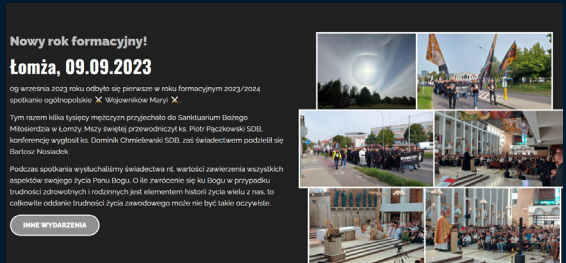 Nowy rok formacyjny!
Łomża, 09.09.2023
09 września 2023 roku odbyło się pierwsze w roku formacyjnym 2023/2024
spotkanie ogólnopolskie ⚔ Wojowników Maryi ⚔.
Tym razem kilka tysięcy mężczyzn przyjechało do Sanktuarium Bożego
Miłosierdzia w Łomży. Mszy świętej przewodniczył ks. Piotr Pączkowski SDB,
konferencję wygłosił ks. Dominik Chmielewski SDB, zaś świadectwem podzielił się
Bartosz Nosiadek.
Podczas spotkania wysłuchaliśmy świadectwa nt. wartości zawierzenia wszystkich
aspektów swojego życia Panu Bogu. O ile zwrócenie się ku Bogu w przypadku
trudności zdrowotnych i rodzinnych jest elementem historii życia wielu z nas, to
całkowite oddanie trudności życia zawodowego może nie być takie oczywiste.
INNE WYDARZENIA